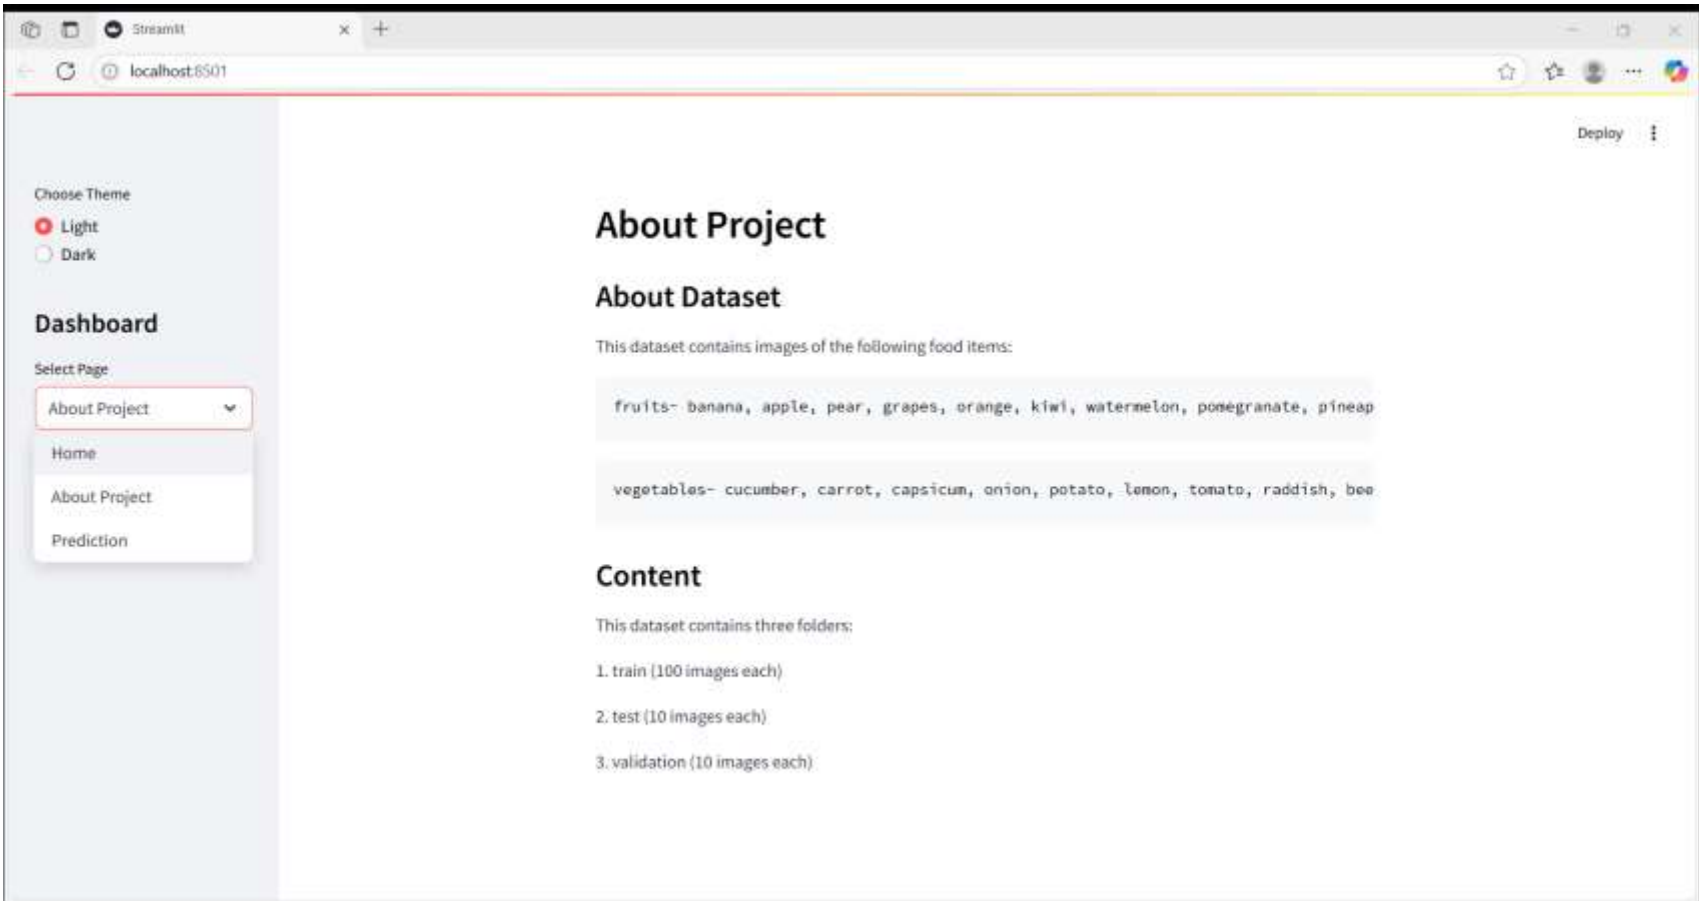 Streamlit
localhost:8501
Deploy
Choose Theme
Light
Dark
Dashboard
Select Page
About Project
Home
About Project
Prediction
About Project
About Dataset
This dataset contains images of the following food items:
fruits- banana, apple, pear, grapes, orange, kiwi, watermelon, pomegranate, pineap
vegetables- cucumber, carrot, capsicum, onion, potato, lemon, tomato, raddish, bee
Content
This dataset contains three folders:
1. train (100 images each)
2. test (10 images each)
3. validation (10 images each)